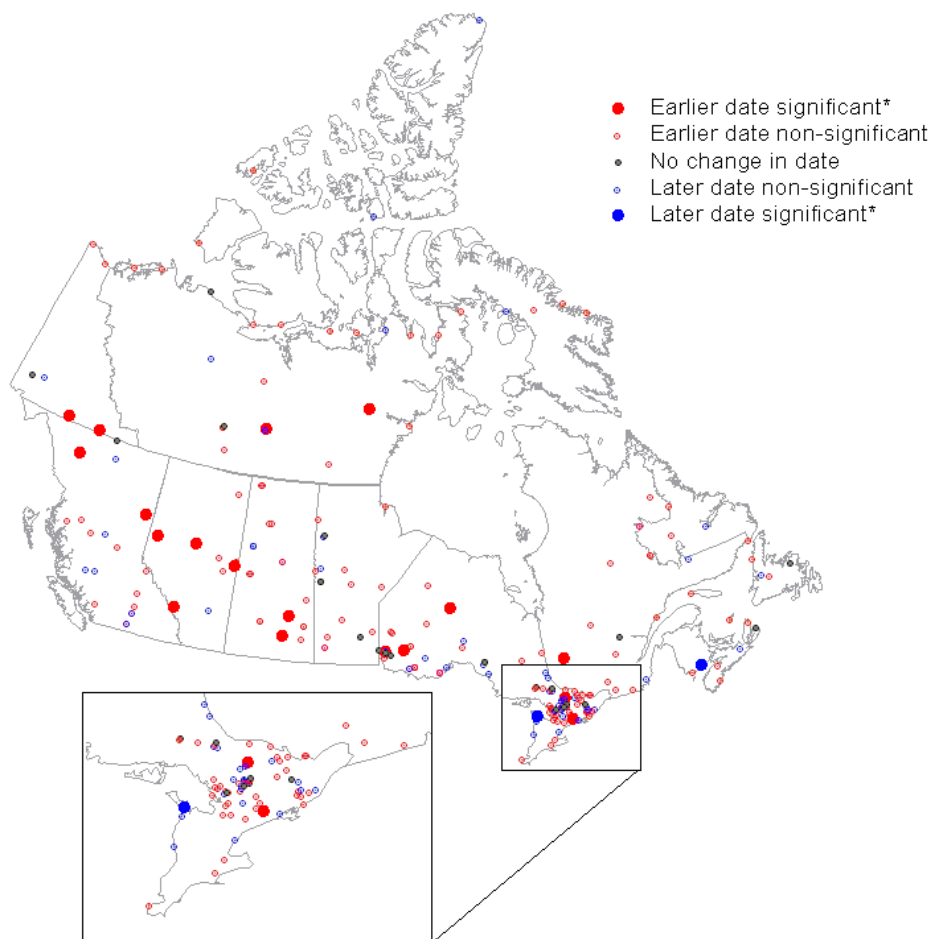 Earlier date significant*
Earlier date non-significant
No change in date
Later date non-significant
Later date significant*